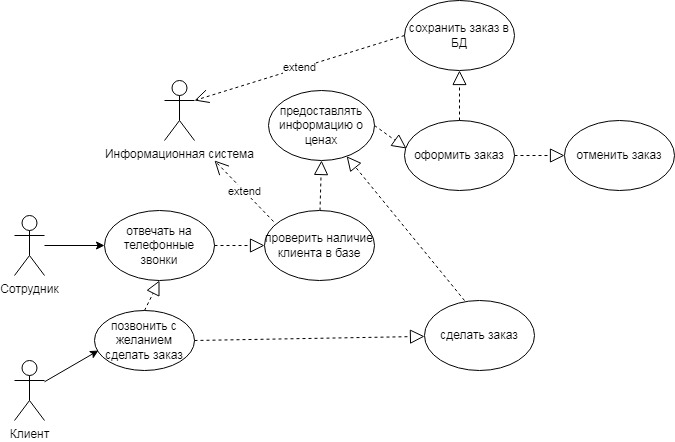 сохранить заказ в
БД
extend
предоставлять
информацию о
ценах
Информационная система
оформить заказ
отменить заказ
extend
отвечать на
телефонные
звонки
проверить наличие
клиента в базе
Сотрудник
позвонить с
желанием
сделать заказ
сделать заказ
Клиент